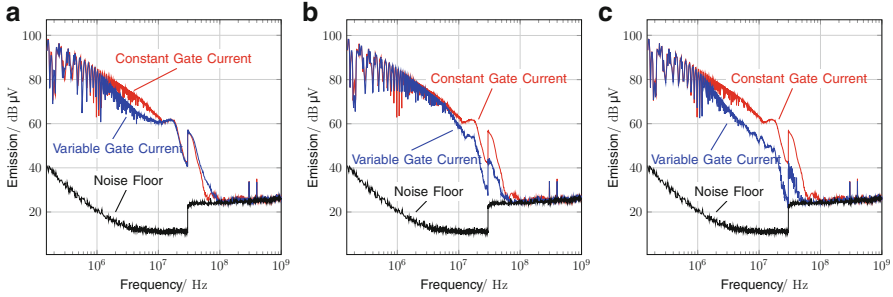 a
100
80
60
40
20
Emission/ dB µV
Constant Gate Current
Variable Gate Current
Noise Floor
10^6
10^7
10^8
10^9
Frequency/ Hz
b
100
80
60
40
20
Emission/ dB µV
Constant Gate Current
Variable Gate Current
Noise Floor
10^6
10^7
10^8
10^9
Frequency/ Hz
c
100
80
60
40
20
Emission/ dB µV
Constant Gate Current
Variable Gate Current
Noise Floor
10^6
10^7
10^8
10^9
Frequency/ Hz